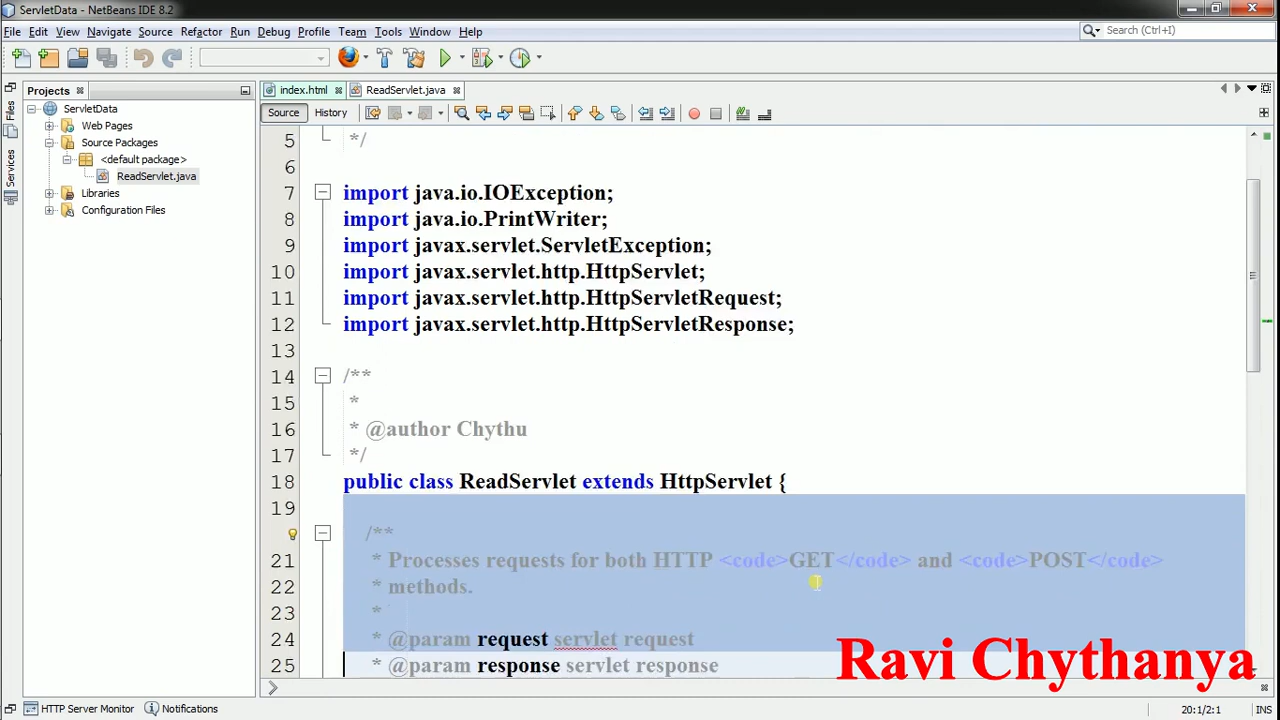 ServletData - NetBeans IDE 8.2
File Edit View Navigate Source Refactor Run Debug Profile Team Tools Window Help
Search (Ctrl+I)
Projects
index.html
ReadServlet.java
Files
Services
ServletData
Web Pages
Source Packages
<default package>
ReadServlet.java
Libraries
Configuration Files
Source History
5 */
6
7 import java.io.IOException;
8 import java.io.PrintWriter;
9 import javax.servlet.ServletException;
10 import javax.servlet.http.HttpServlet;
11 import javax.servlet.http.HttpServletRequest;
12 import javax.servlet.http.HttpServletResponse;
13
14 /**
15 *
16 * @author Chythu
17 */
18 public class ReadServlet extends HttpServlet {
19
/**
21 * Processes requests for both HTTP <code>GET</code> and <code>POST</code>
22 * methods.
23 *
24 * @param request servlet request
25 * @param response servlet response
Ravi Chythanya
HTTP Server Monitor Notifications
20:1/2:1 INS